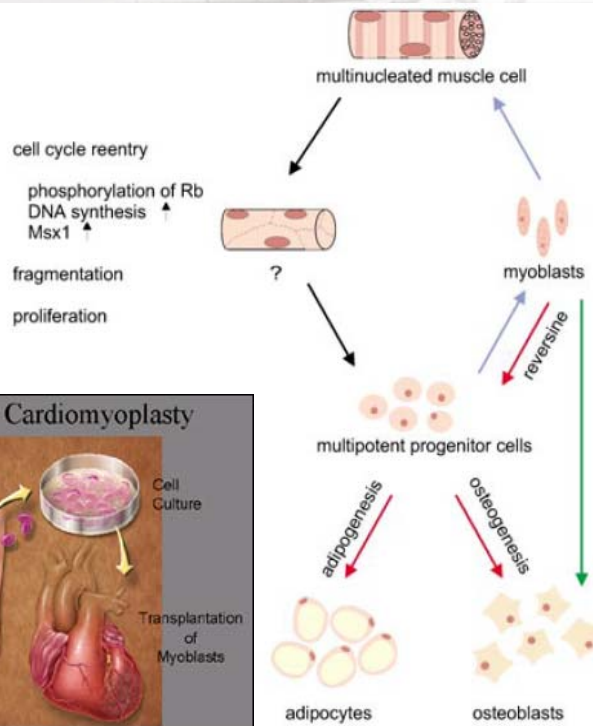 multinucleated muscle cell
cell cycle reentry
phosphorylation of Rb
DNA synthesis ↑
Msx1 ↑
fragmentation
proliferation
?
myoblasts
reversine
multipotent progenitor cells
adipogenesis
osteogenesis
adipocytes
osteoblasts
Cardiomyoplasty
Cell
Culture
Transplantation
of
Myoblasts